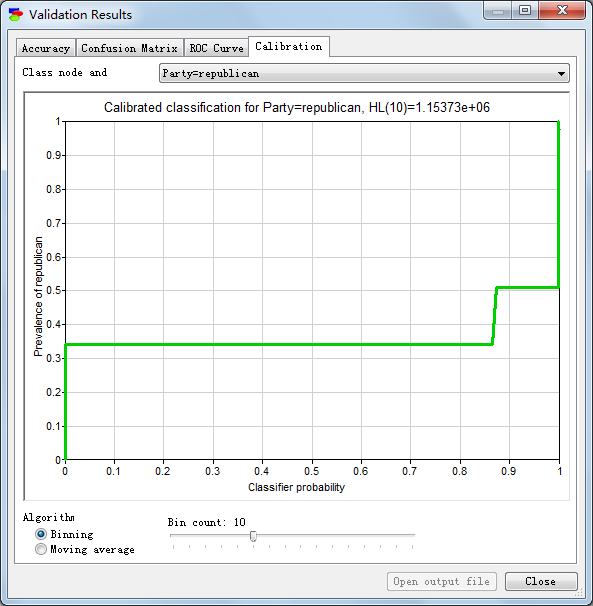 Validation Results
Accuracy Confusion Matrix ROC Curve Calibration
Class node and Party=republican
Calibrated classification for Party=republican, HL(10)=1.15373e+06
1
0.9
0.8
0.7
0.6
0.5
0.4
0.3
0.2
0.1
0
Prevalence of republican
0 0.1 0.2 0.3 0.4 0.5 0.6 0.7 0.8 0.9 1
Classifier probability
Algorithm
Binning
Moving average
Bin count: 10
Open output file Close